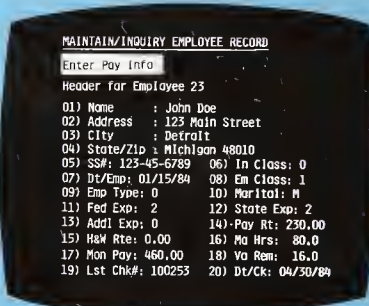 MAINTAIN/INQUIRY EMPLOYEE RECORD
Enter Pay Info
Header for Employee 23
01) Name : John Doe
02) Address : 123 Main Street
03) City : Detroit
04) State/Zip : Michigan 48010
05) SS#: 123-45-6789 06) In Class: 0
07) Dt/Emp: 01/15/84 08) Em Class: 1
09) Emp Type: 0 10) Marital: M
11) Fed Exp: 2 12) State Exp: 2
13) Addl Exp: 0 14) Pay Rt: 230.00
15) H&W Rte: 0.00 16) Ma Hrs: 80.0
17) Mon Pay: 460.00 18) Va Rem: 16.0
19) Lst Chk#: 100253 20) Dt/Ck: 04/30/84